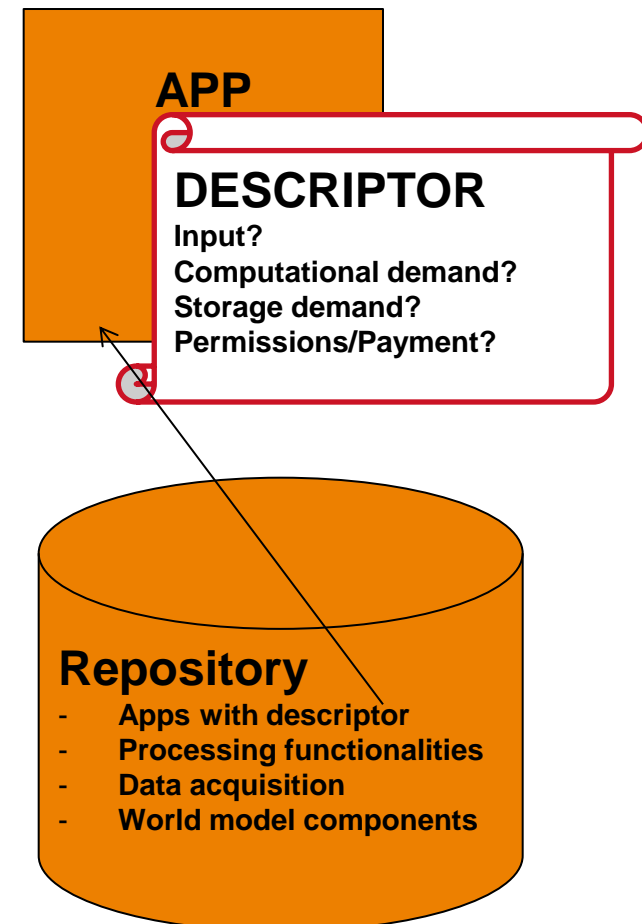 APP
DESCRIPTOR
Input?
Computational demand?
Storage demand?
Permissions/Payment?
Repository
- Apps with descriptor
- Processing functionalities
- Data acquisition
- World model components